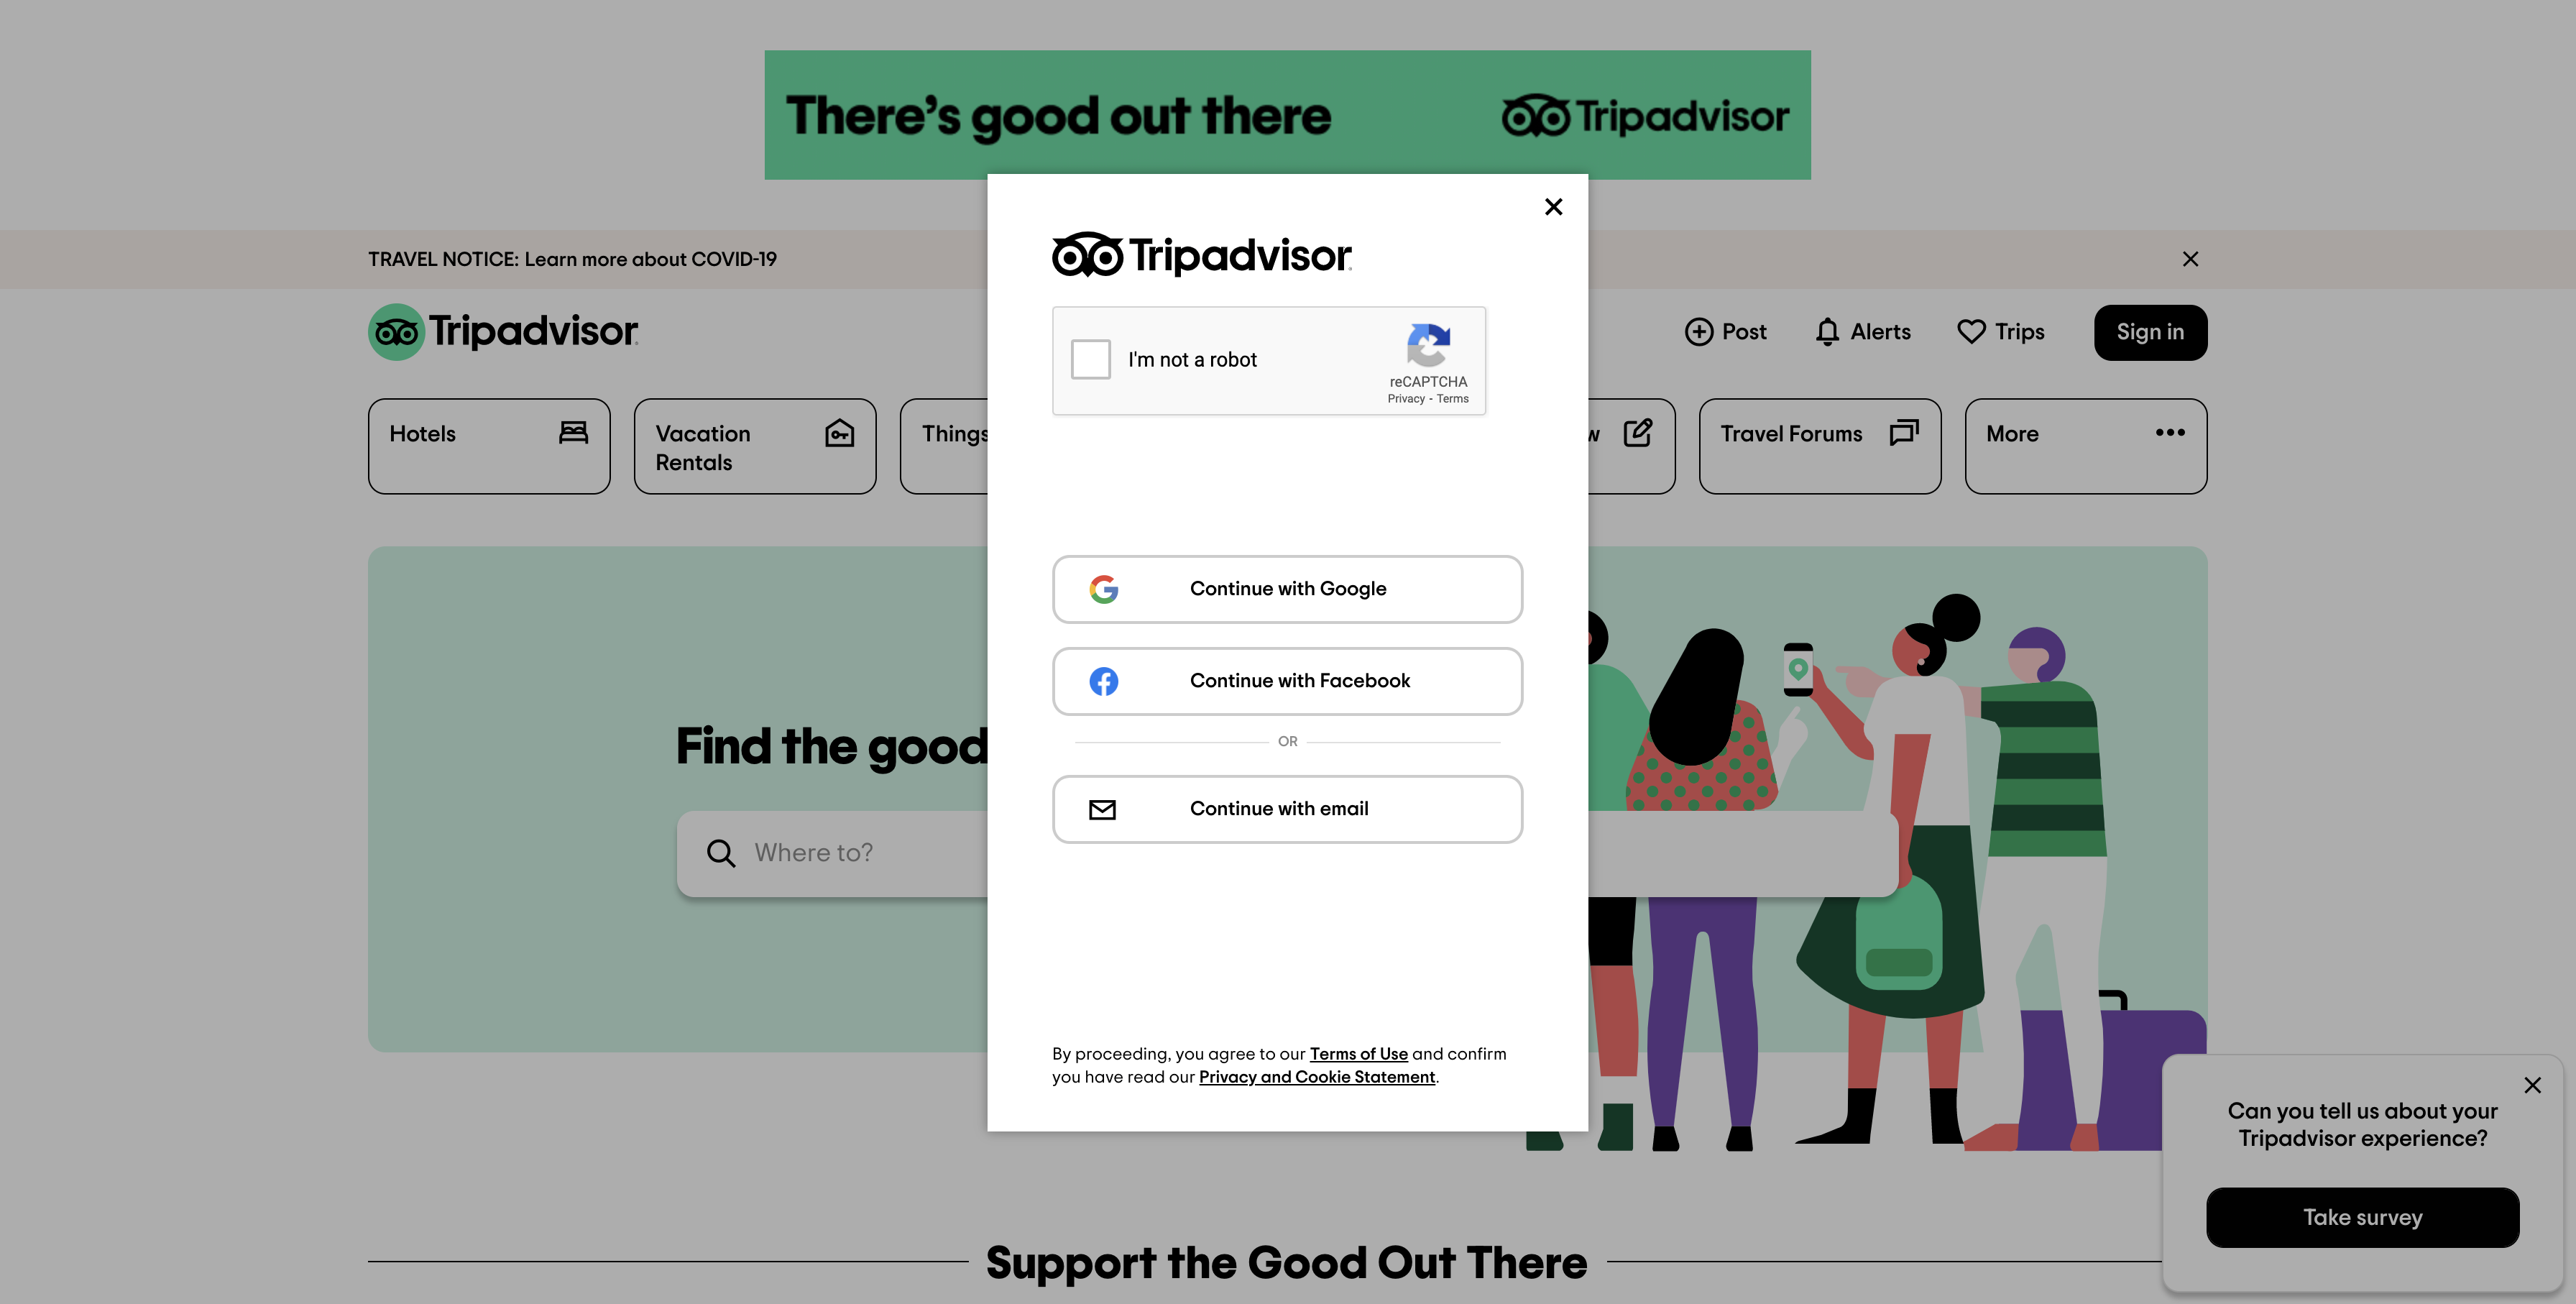 There's good out there
Tripadvisor
TRAVEL NOTICE: Learn more about COVID-19
Tripadvisor
Post
Alerts
Trips
Sign in
Hotels
Vacation
Rentals
Things
w
Travel Forums
More
Find the good
Where to?
Tripadvisor
I'm not a robot
reCAPTCHA
Privacy - Terms
Continue with Google
Continue with Facebook
OR
Continue with email
By proceeding, you agree to our Terms of Use and confirm
you have read our Privacy and Cookie Statement.
Can you tell us about your
Tripadvisor experience?
Take survey
Support the Good Out There